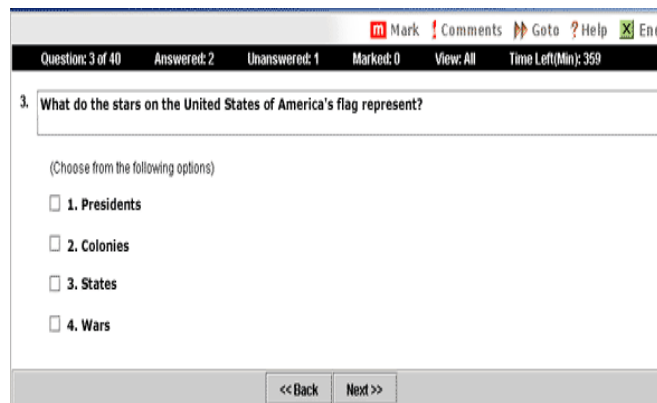 m Mark ! Comments Goto ? Help X En
Question: 3 of 40 Answered: 2 Unanswered: 1 Marked: 0 View: All Time Left(Min): 359
3. What do the stars on the United States of America's flag represent?
(Choose from the following options)
1. Presidents
2. Colonies
3. States
4. Wars
<< Back Next >>